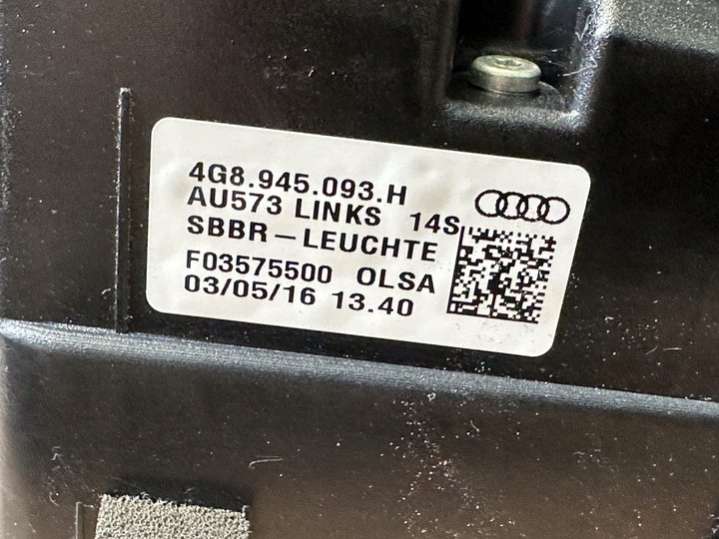 4G8.945.093.H
AU573 LINKS 14S
SBBR-LEUCHTE
F03575500 OLSA
03/05/16 13.40